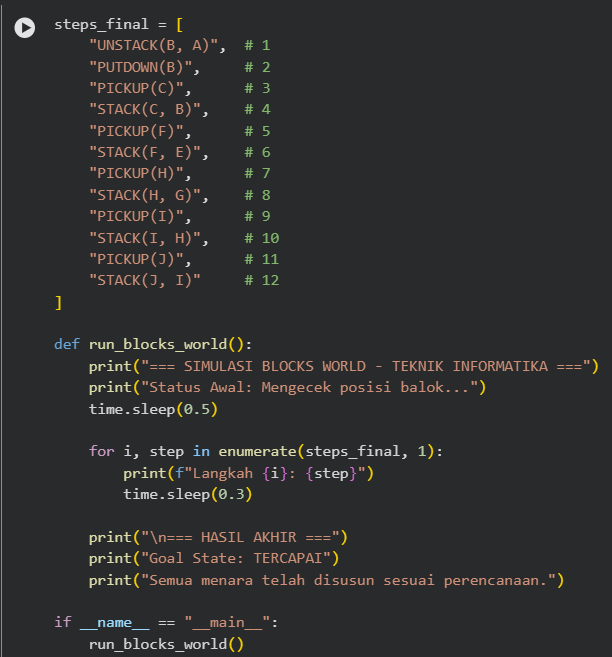 steps_final = [
    "UNSTACK(B, A)",  # 1
    "PUTDOWN(B)",     # 2
    "PICKUP(C)",      # 3
    "STACK(C, B)",    # 4
    "PICKUP(F)",      # 5
    "STACK(F, E)",    # 6
    "PICKUP(H)",      # 7
    "STACK(H, G)",    # 8
    "PICKUP(I)",      # 9
    "STACK(I, H)",    # 10
    "PICKUP(J)",      # 11
    "STACK(J, I)"     # 12
]

def run_blocks_world():
    print("=== SIMULASI BLOCKS WORLD - TEKNIK INFORMATIKA ===")
    print("Status Awal: Mengecek posisi balok...")
    time.sleep(0.5)

    for i, step in enumerate(steps_final, 1):
        print(f"Langkah {i}: {step}")
        time.sleep(0.3)

    print("\n=== HASIL AKHIR ===")
    print("Goal State: TERCAPAI")
    print("Semua menara telah disusun sesuai perencanaan.")

if __name__ == "__main__":
    run_blocks_world()